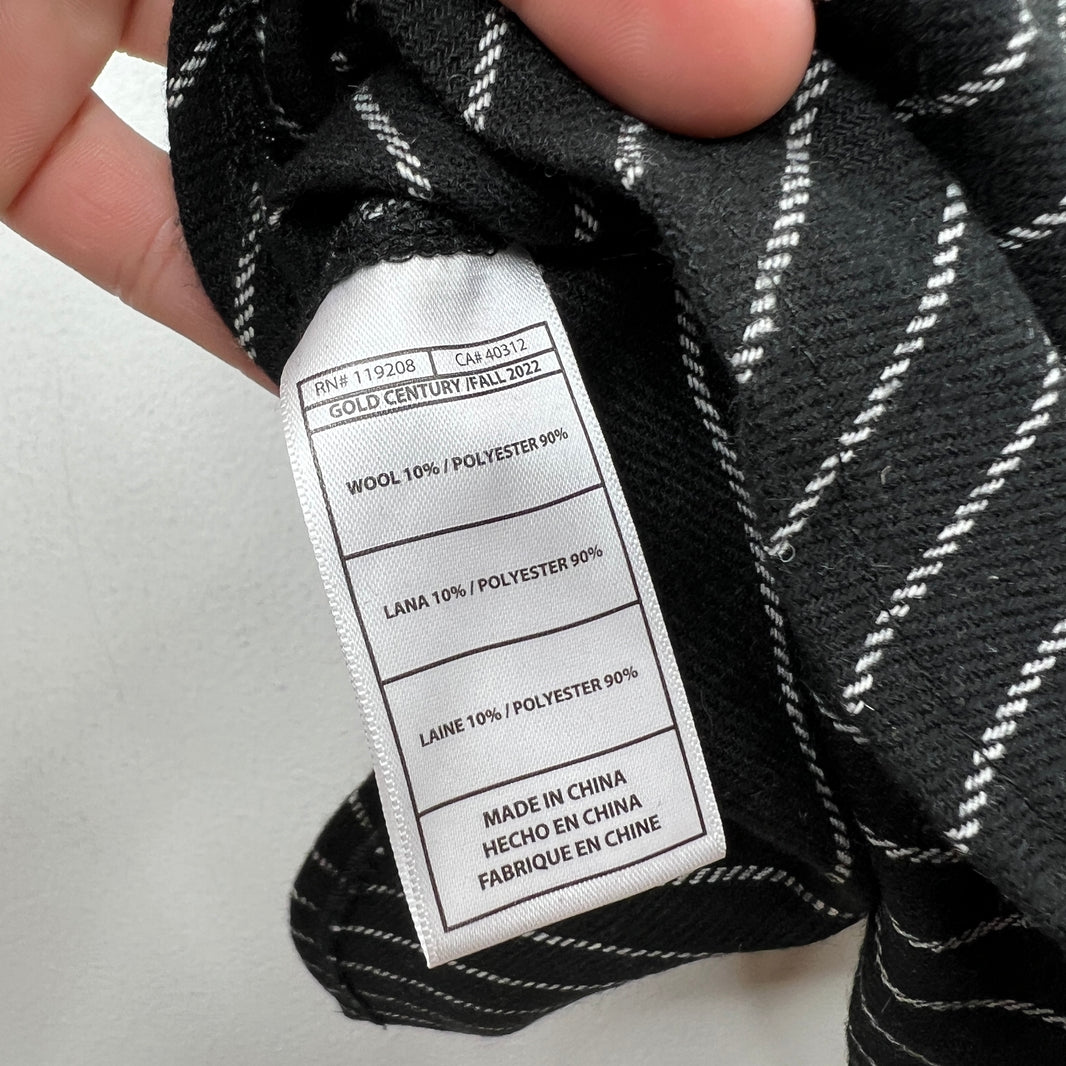 RN# 119208 CA# 40312
GOLD CENTURY /FALL 2022
WOOL 10% / POLYESTER 90%
LANA 10% / POLYESTER 90%
LAINE 10% / POLYESTER 90%
MADE IN CHINA
HECHO EN CHINA
FABRIQUE EN CHINE